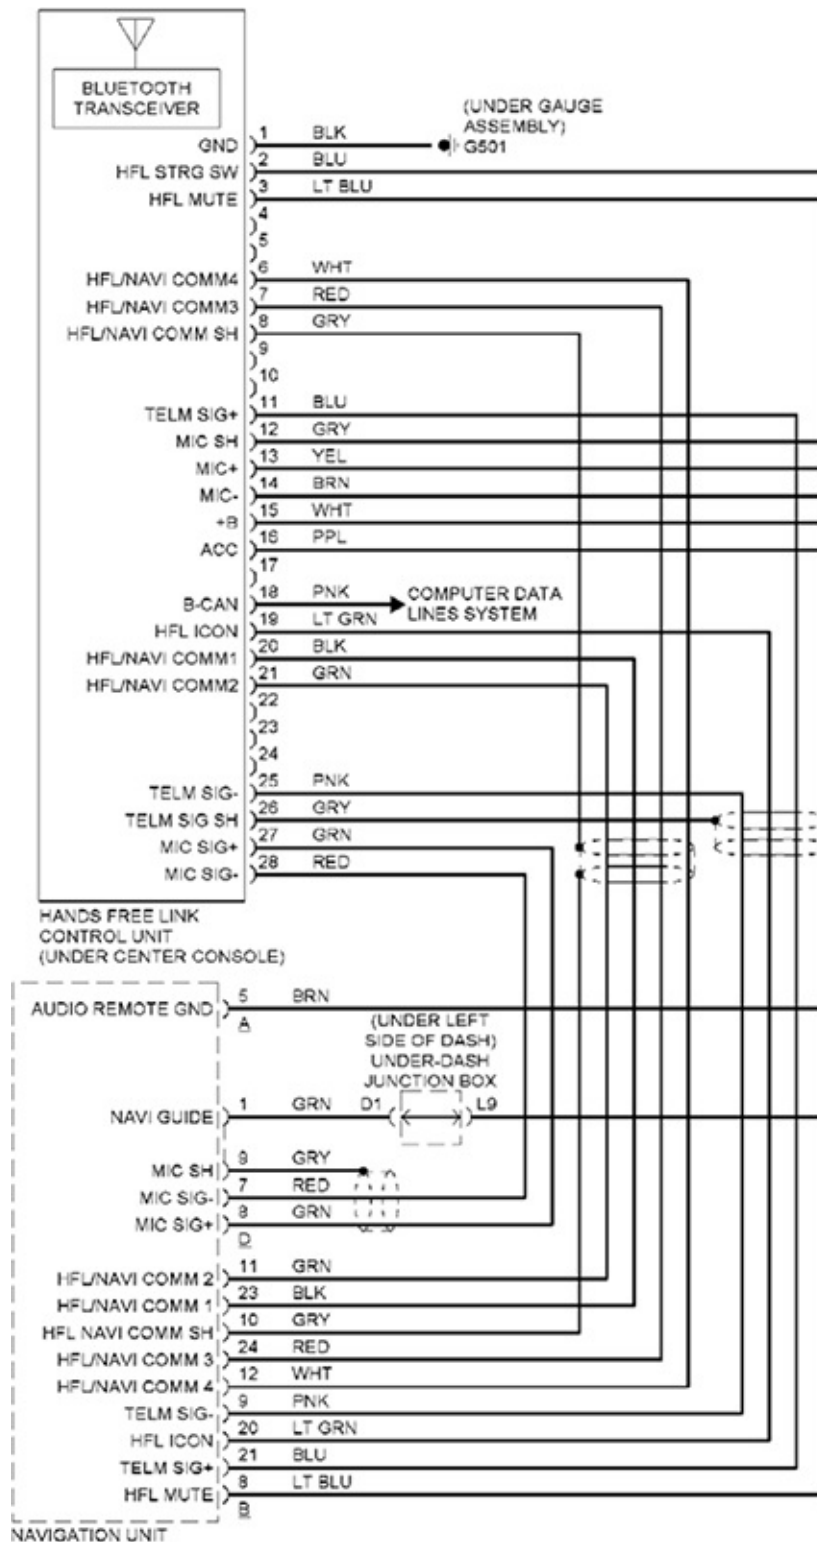 BLUETOOTH
TRANSCEIVER
(UNDER GAUGE
ASSEMBLY)
G501
GND 1 BLK
HFL STRG SW 2 BLU
HFL MUTE 3 LT BLU
4
5
HFL/NAVI COMM4 6 WHT
HFL/NAVI COMM3 7 RED
HFL/NAVI COMM SH 8 GRY
9
10
TELM SIG+ 11 BLU
MIC SH 12 GRY
MIC+ 13 YEL
MIC- 14 BRN
+B 15 WHT
ACC 16 PPL
17
B-CAN 18 PNK
COMPUTER DATA
LINES SYSTEM
HFL ICON 19 LT GRN
HFL/NAVI COMM1 20 BLK
HFL/NAVI COMM2 21 GRN
22
23
24
TELM SIG- 25 PNK
TELM SIG SH 26 GRY
MIC SIG+ 27 GRN
MIC SIG- 28 RED
HANDS FREE LINK
CONTROL UNIT
(UNDER CENTER CONSOLE)
AUDIO REMOTE GND 5 BRN
A
(UNDER LEFT
SIDE OF DASH)
UNDER-DASH
JUNCTION BOX
NAVI GUIDE 1 GRN D1 L9
MIC SH 9 GRY
MIC SIG- 7 RED
MIC SIG+ 8 GRN
D
HFL/NAVI COMM 2 11 GRN
HFL/NAVI COMM 1 23 BLK
HFL NAVI COMM SH 10 GRY
HFL/NAVI COMM 3 24 RED
HFL/NAVI COMM 4 12 WHT
TELM SIG- 9 PNK
HFL ICON 20 LT GRN
TELM SIG+ 21 BLU
HFL MUTE 8 LT BLU
B
NAVIGATION UNIT